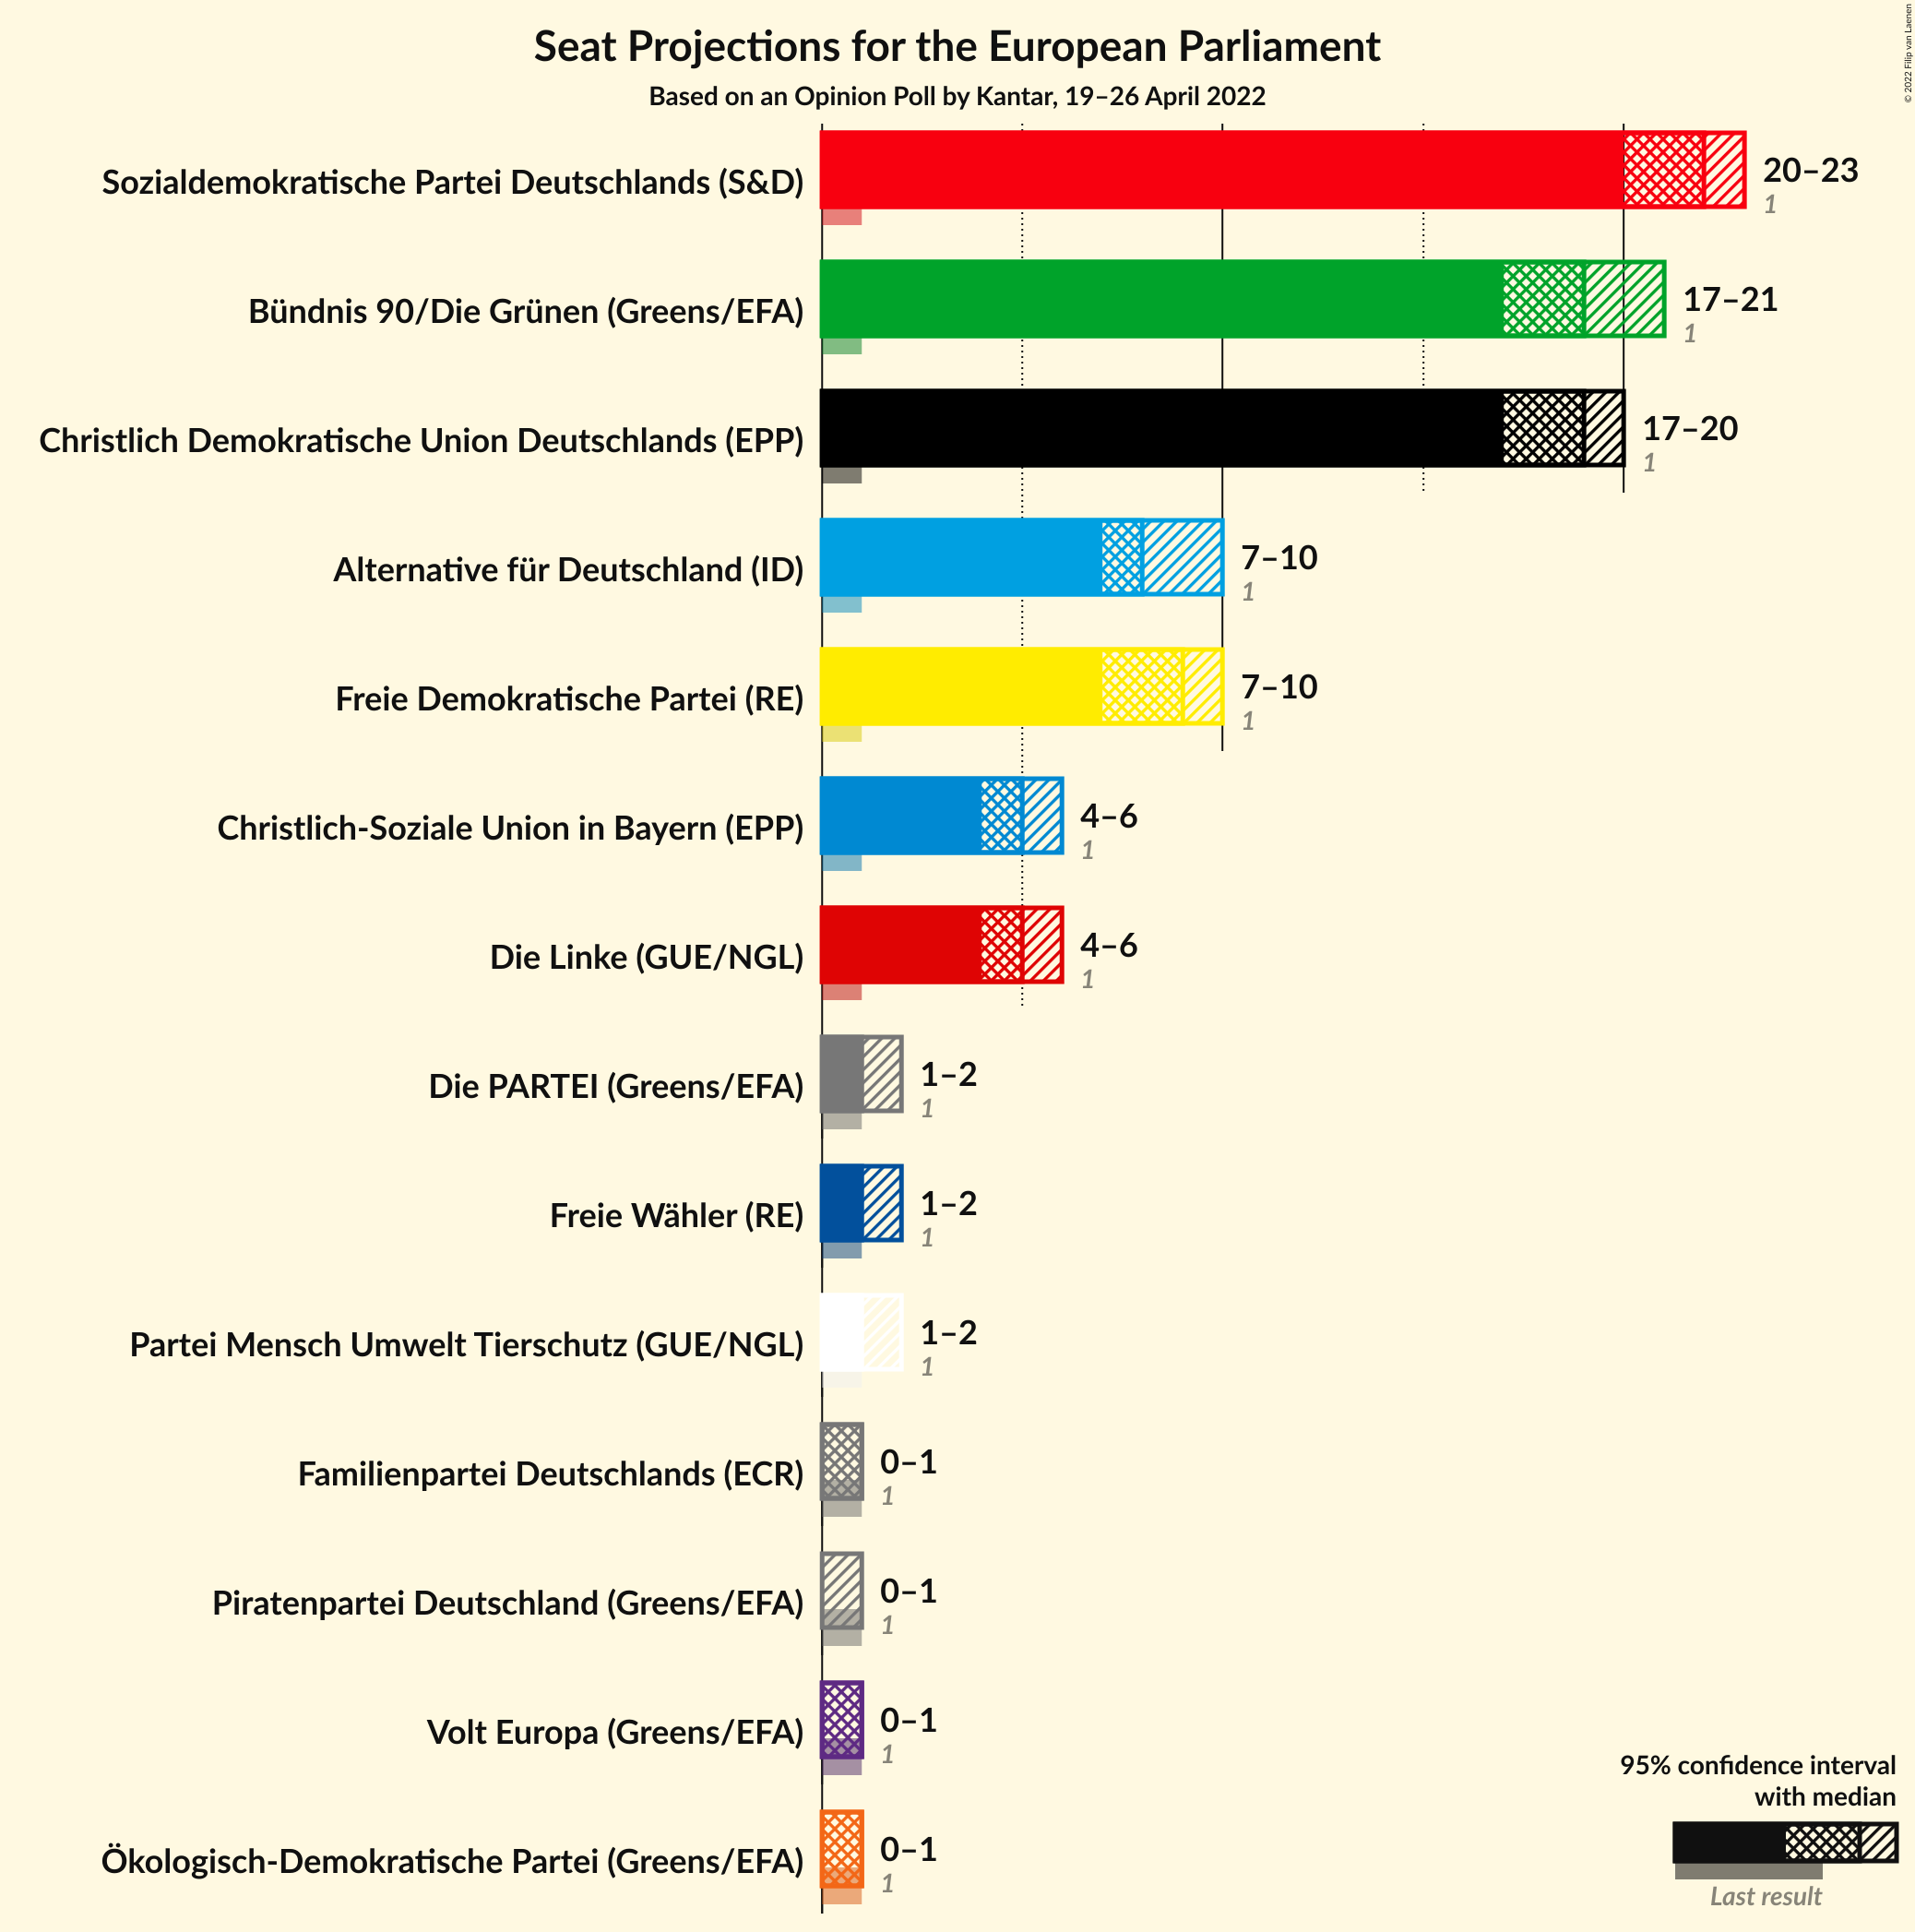 Seat Projections for the European Parliament
Based on an Opinion Poll by Kantar, 19–26 April 2022
© 2022 Filip van Laenen
Sozialdemokratische Partei Deutschlands (S&D)
20–23
1
Bündnis 90/Die Grünen (Greens/EFA)
17–21
1
Christlich Demokratische Union Deutschlands (EPP)
17–20
1
Alternative für Deutschland (ID)
7–10
1
Freie Demokratische Partei (RE)
7–10
1
Christlich-Soziale Union in Bayern (EPP)
4–6
1
Die Linke (GUE/NGL)
4–6
1
Die PARTEI (Greens/EFA)
1–2
1
Freie Wähler (RE)
1–2
1
Partei Mensch Umwelt Tierschutz (GUE/NGL)
1–2
1
Familienpartei Deutschlands (ECR)
0–1
1
Piratenpartei Deutschland (Greens/EFA)
0–1
1
Volt Europa (Greens/EFA)
0–1
1
Ökologisch-Demokratische Partei (Greens/EFA)
0–1
1
95% confidence interval
with median
Last result